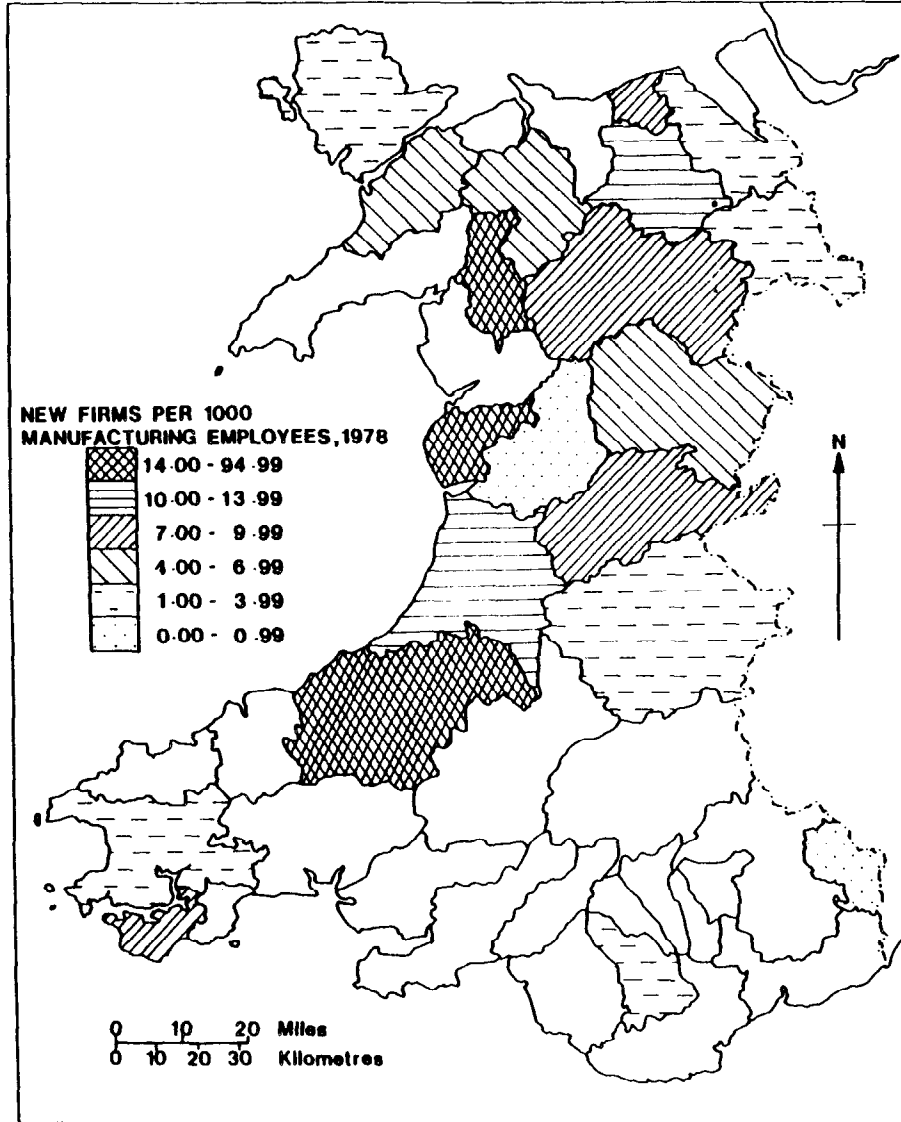 NEW FIRMS PER 1000
MANUFACTURING EMPLOYEES, 1978
14·00 - 94·99
10·00 - 13·99
7·00 - 9·99
4·00 - 6·99
1·00 - 3·99
0·00 - 0·99
N
0 10 20 Miles
0 10 20 30 Kilometres